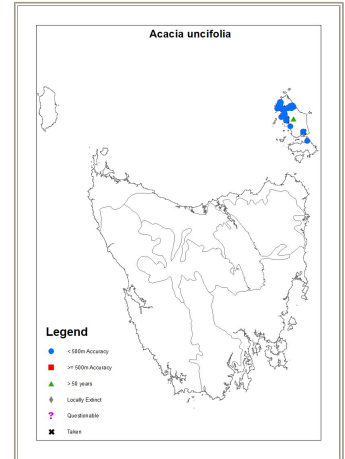 Acacia uncifolia
Legend
< 500m Accuracy
>= 500m Accuracy
> 50 years
Locally Extinct
? Questionable
Taken